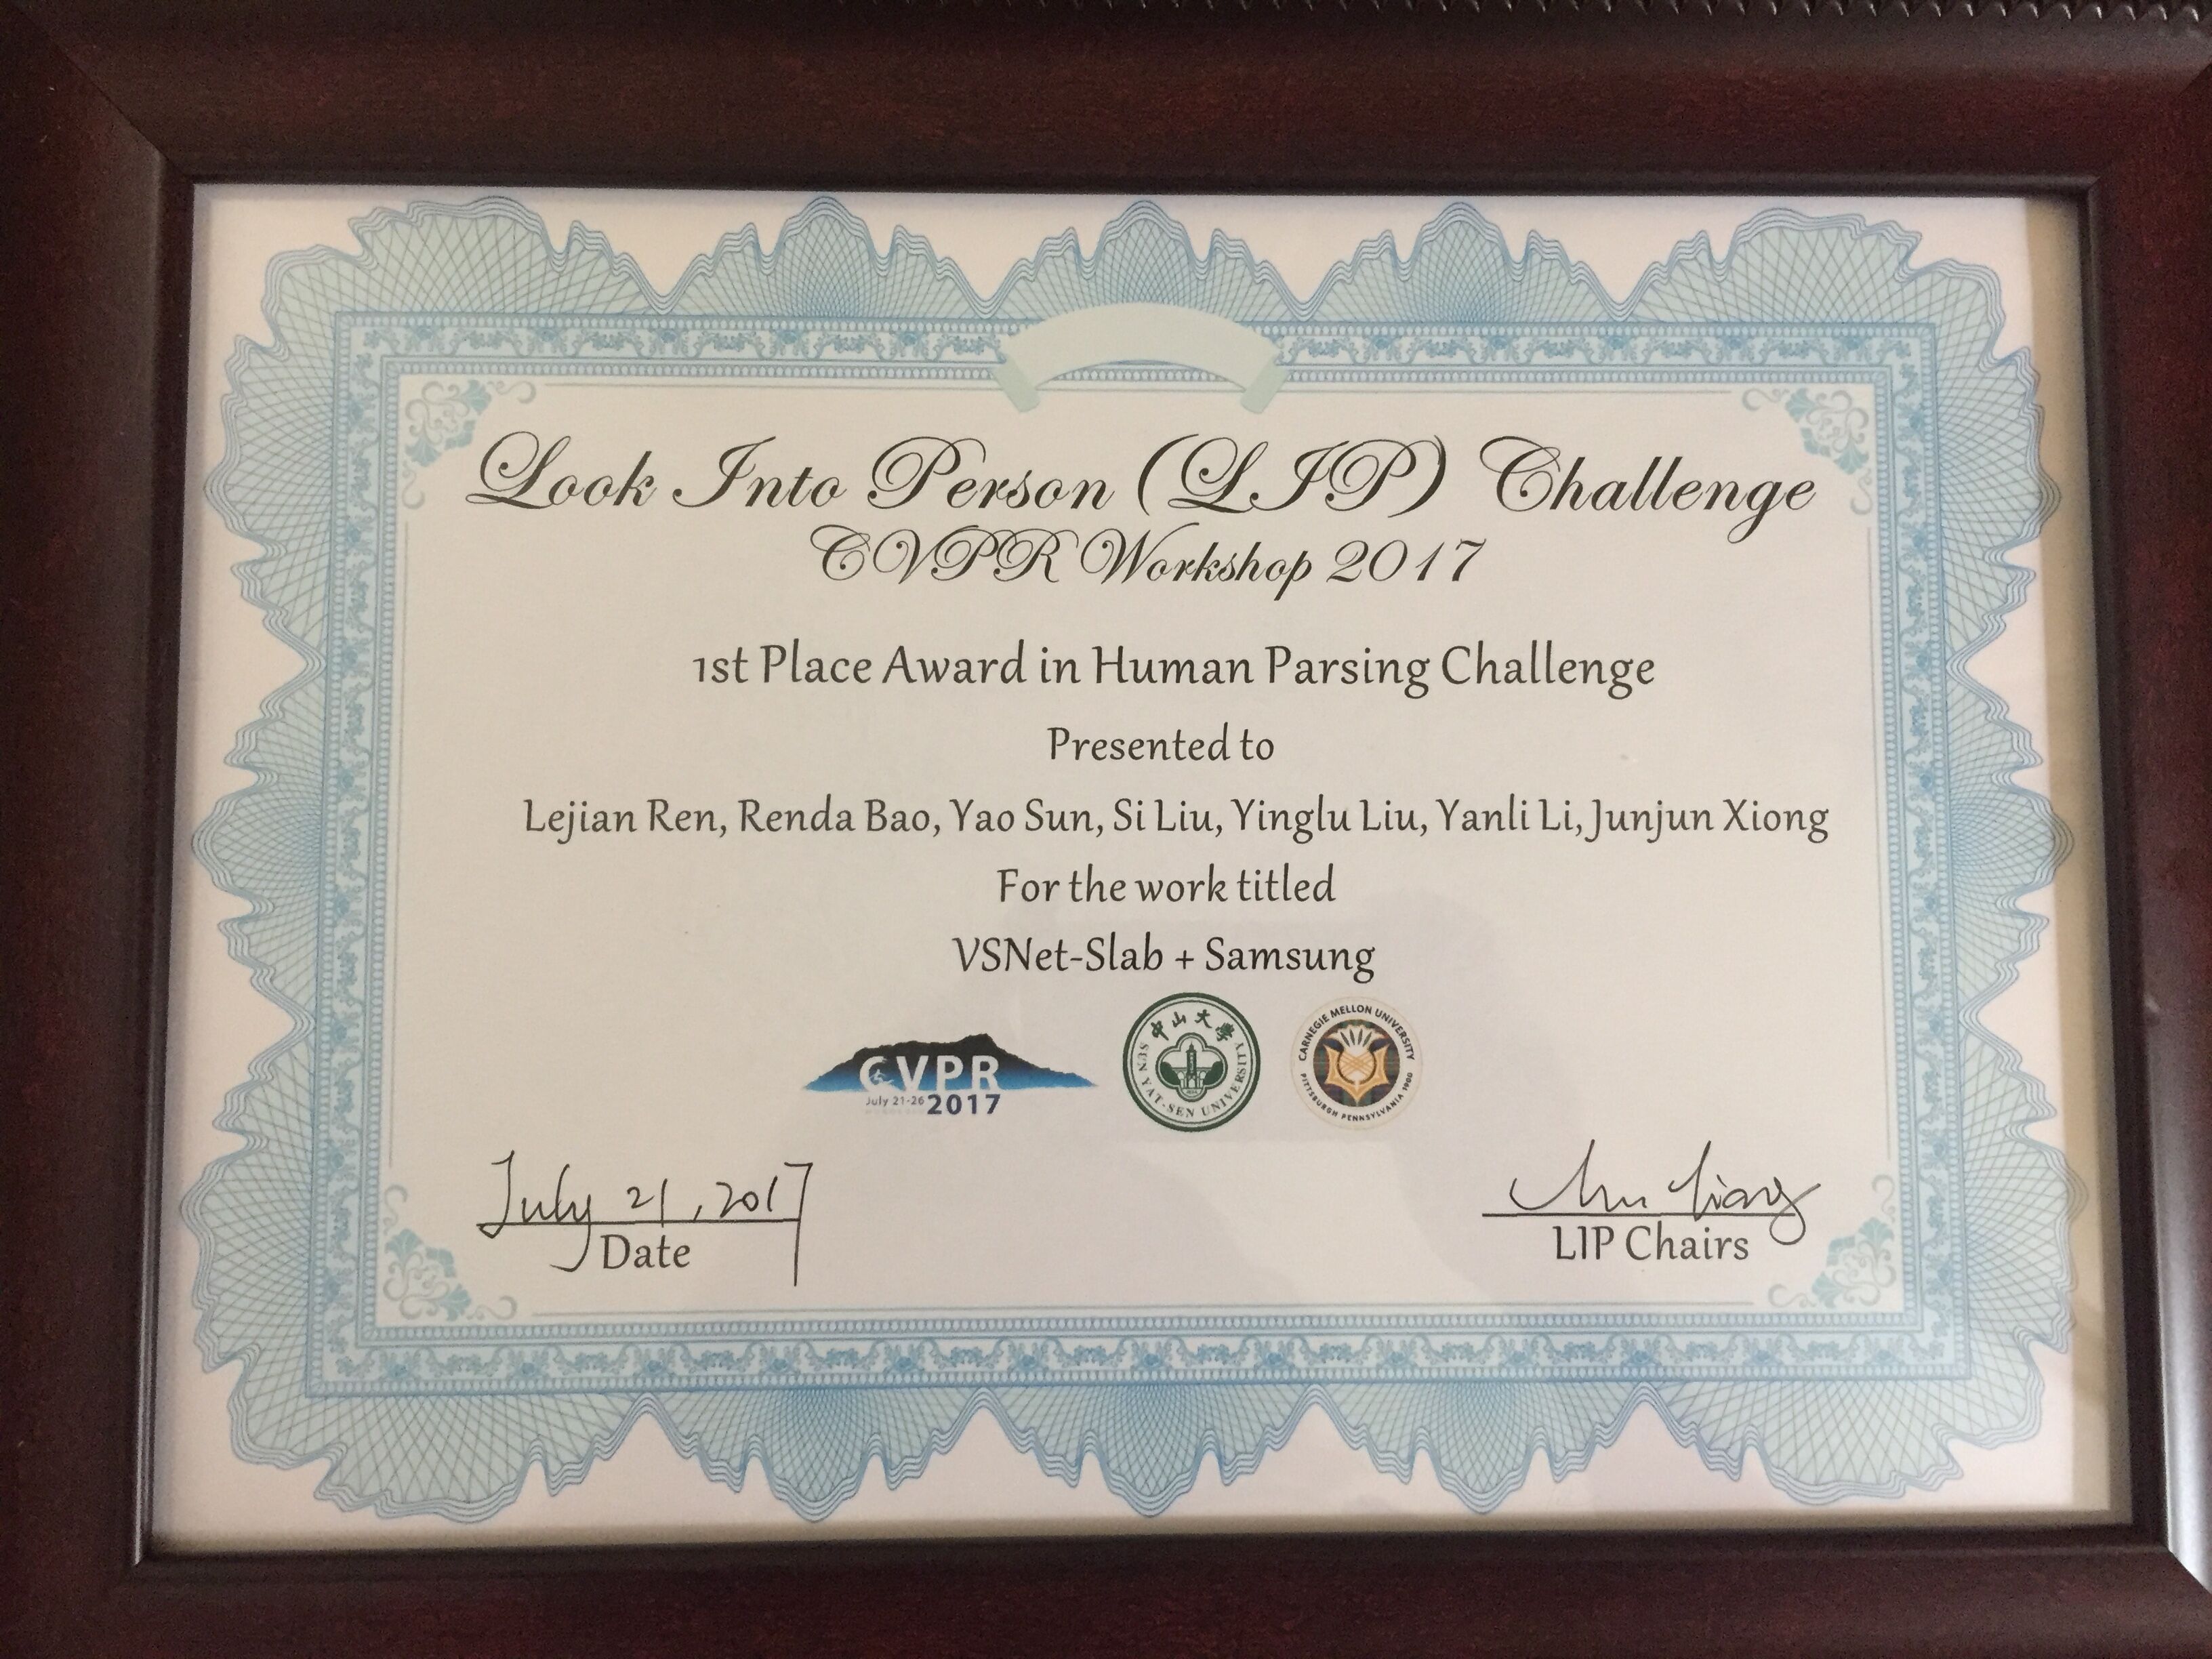 Look Into Person (LIP) Challenge
CVPR Workshop 2017
1st Place Award in Human Parsing Challenge
Presented to
Lejian Ren, Renda Bao, Yao Sun, Si Liu, Yinglu Liu, Yanli Li, Junjun Xiong
For the work titled
VSNet-Slab + Samsung
CVPR
July 21-26 2017
中山大學
SUN YAT-SEN UNIVERSITY
CARNEGIE MELLON UNIVERSITY
PITTSBURGH PENNSYLVANIA 1900
July 21, 2017
Date
LIP Chairs